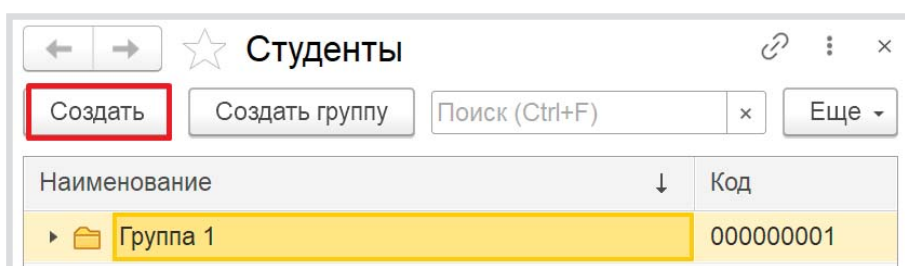 Студенты
Создать Создать группу Поиск (Ctrl+F) Еще
Наименование Код
Группа 1 000000001